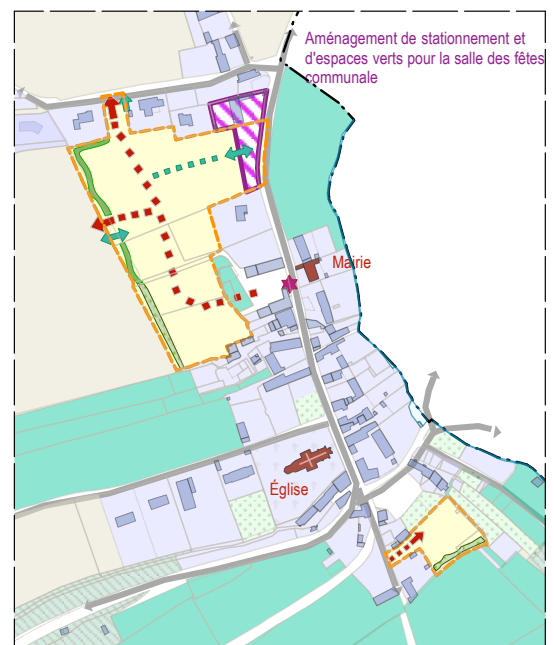 Aménagement de stationnement et
d'espaces verts pour la salle des fêtes
communale
Mairie
Église